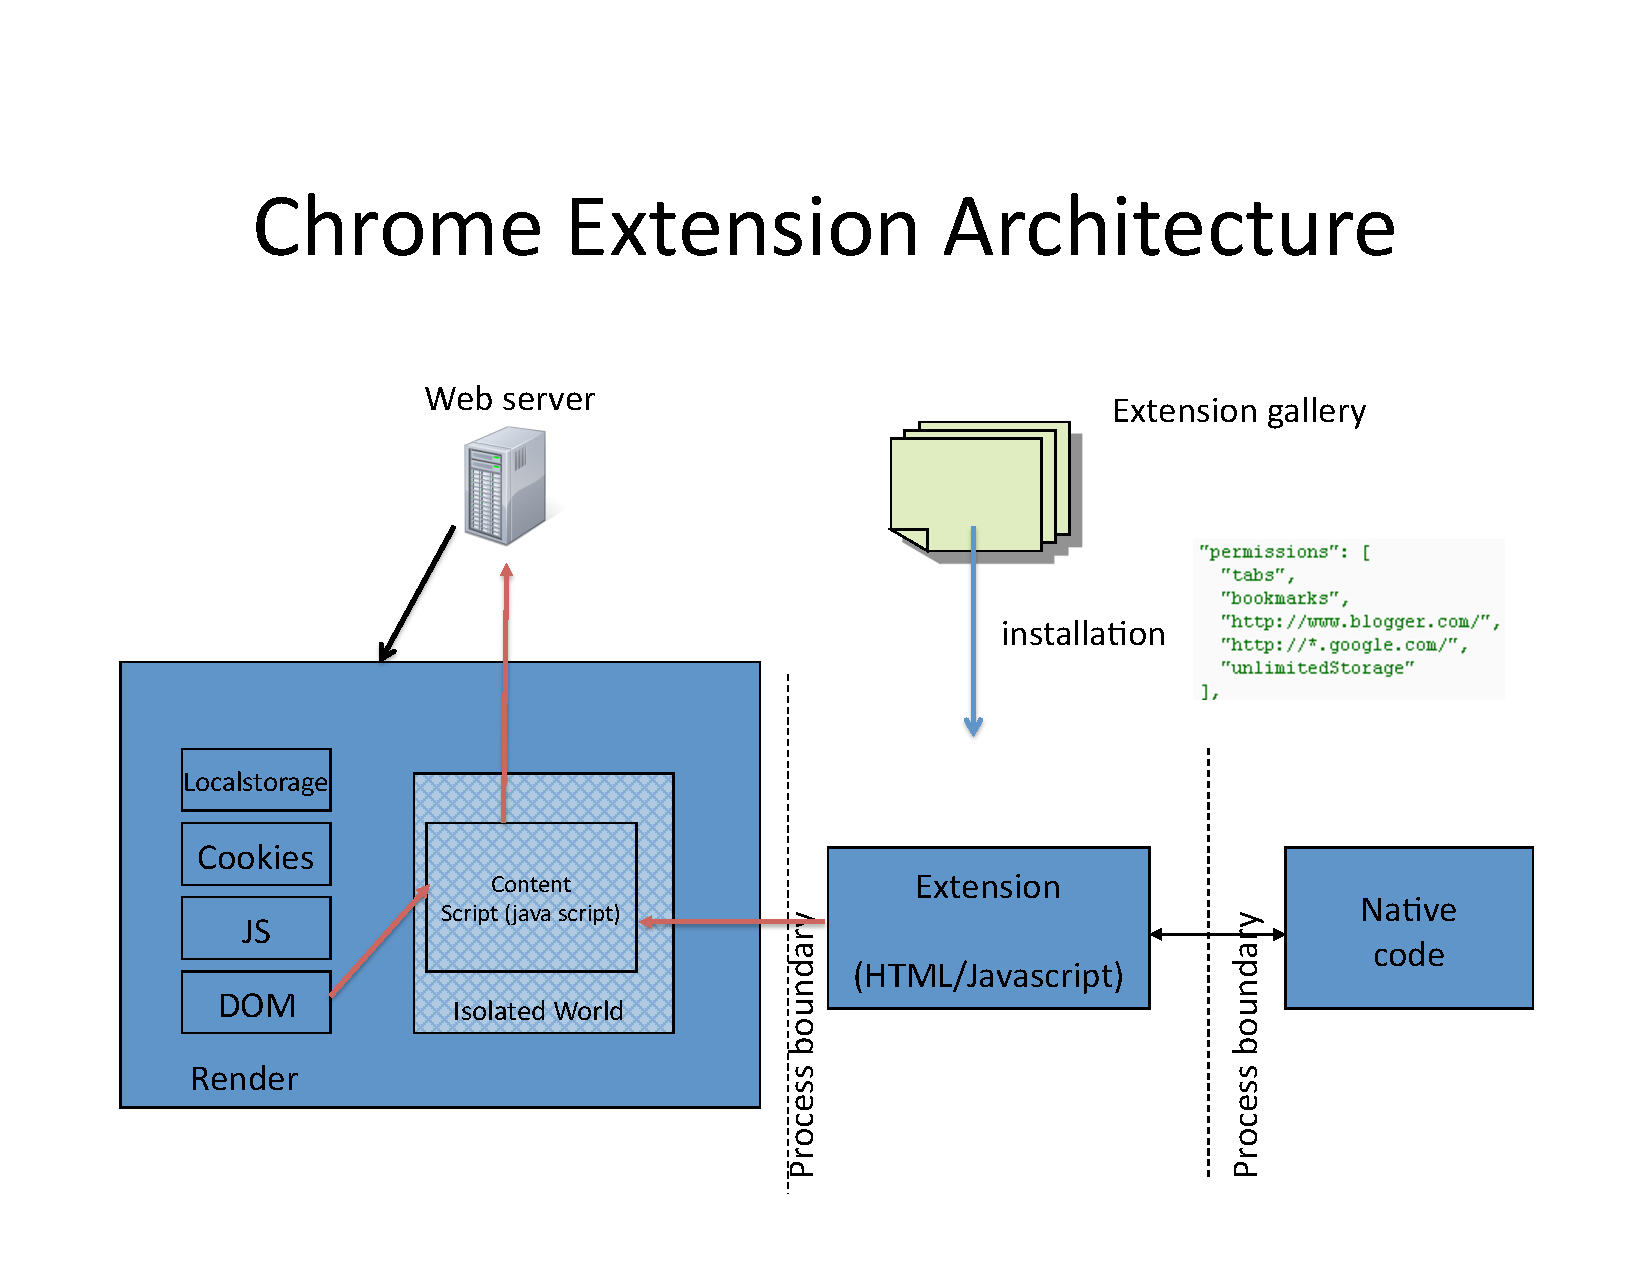 Chrome Extension Architecture
Web server
Extension gallery
installation
"permissions": [
"tabs",
"bookmarks",
"http://www.blogger.com/",
"http://*.google.com/",
"unlimitedStorage"
],
Localstorage
Cookies
JS
DOM
Render
Content
Script (java script)
Isolated World
Process boundary
Extension
(HTML/Javascript)
Process boundary
Native
code